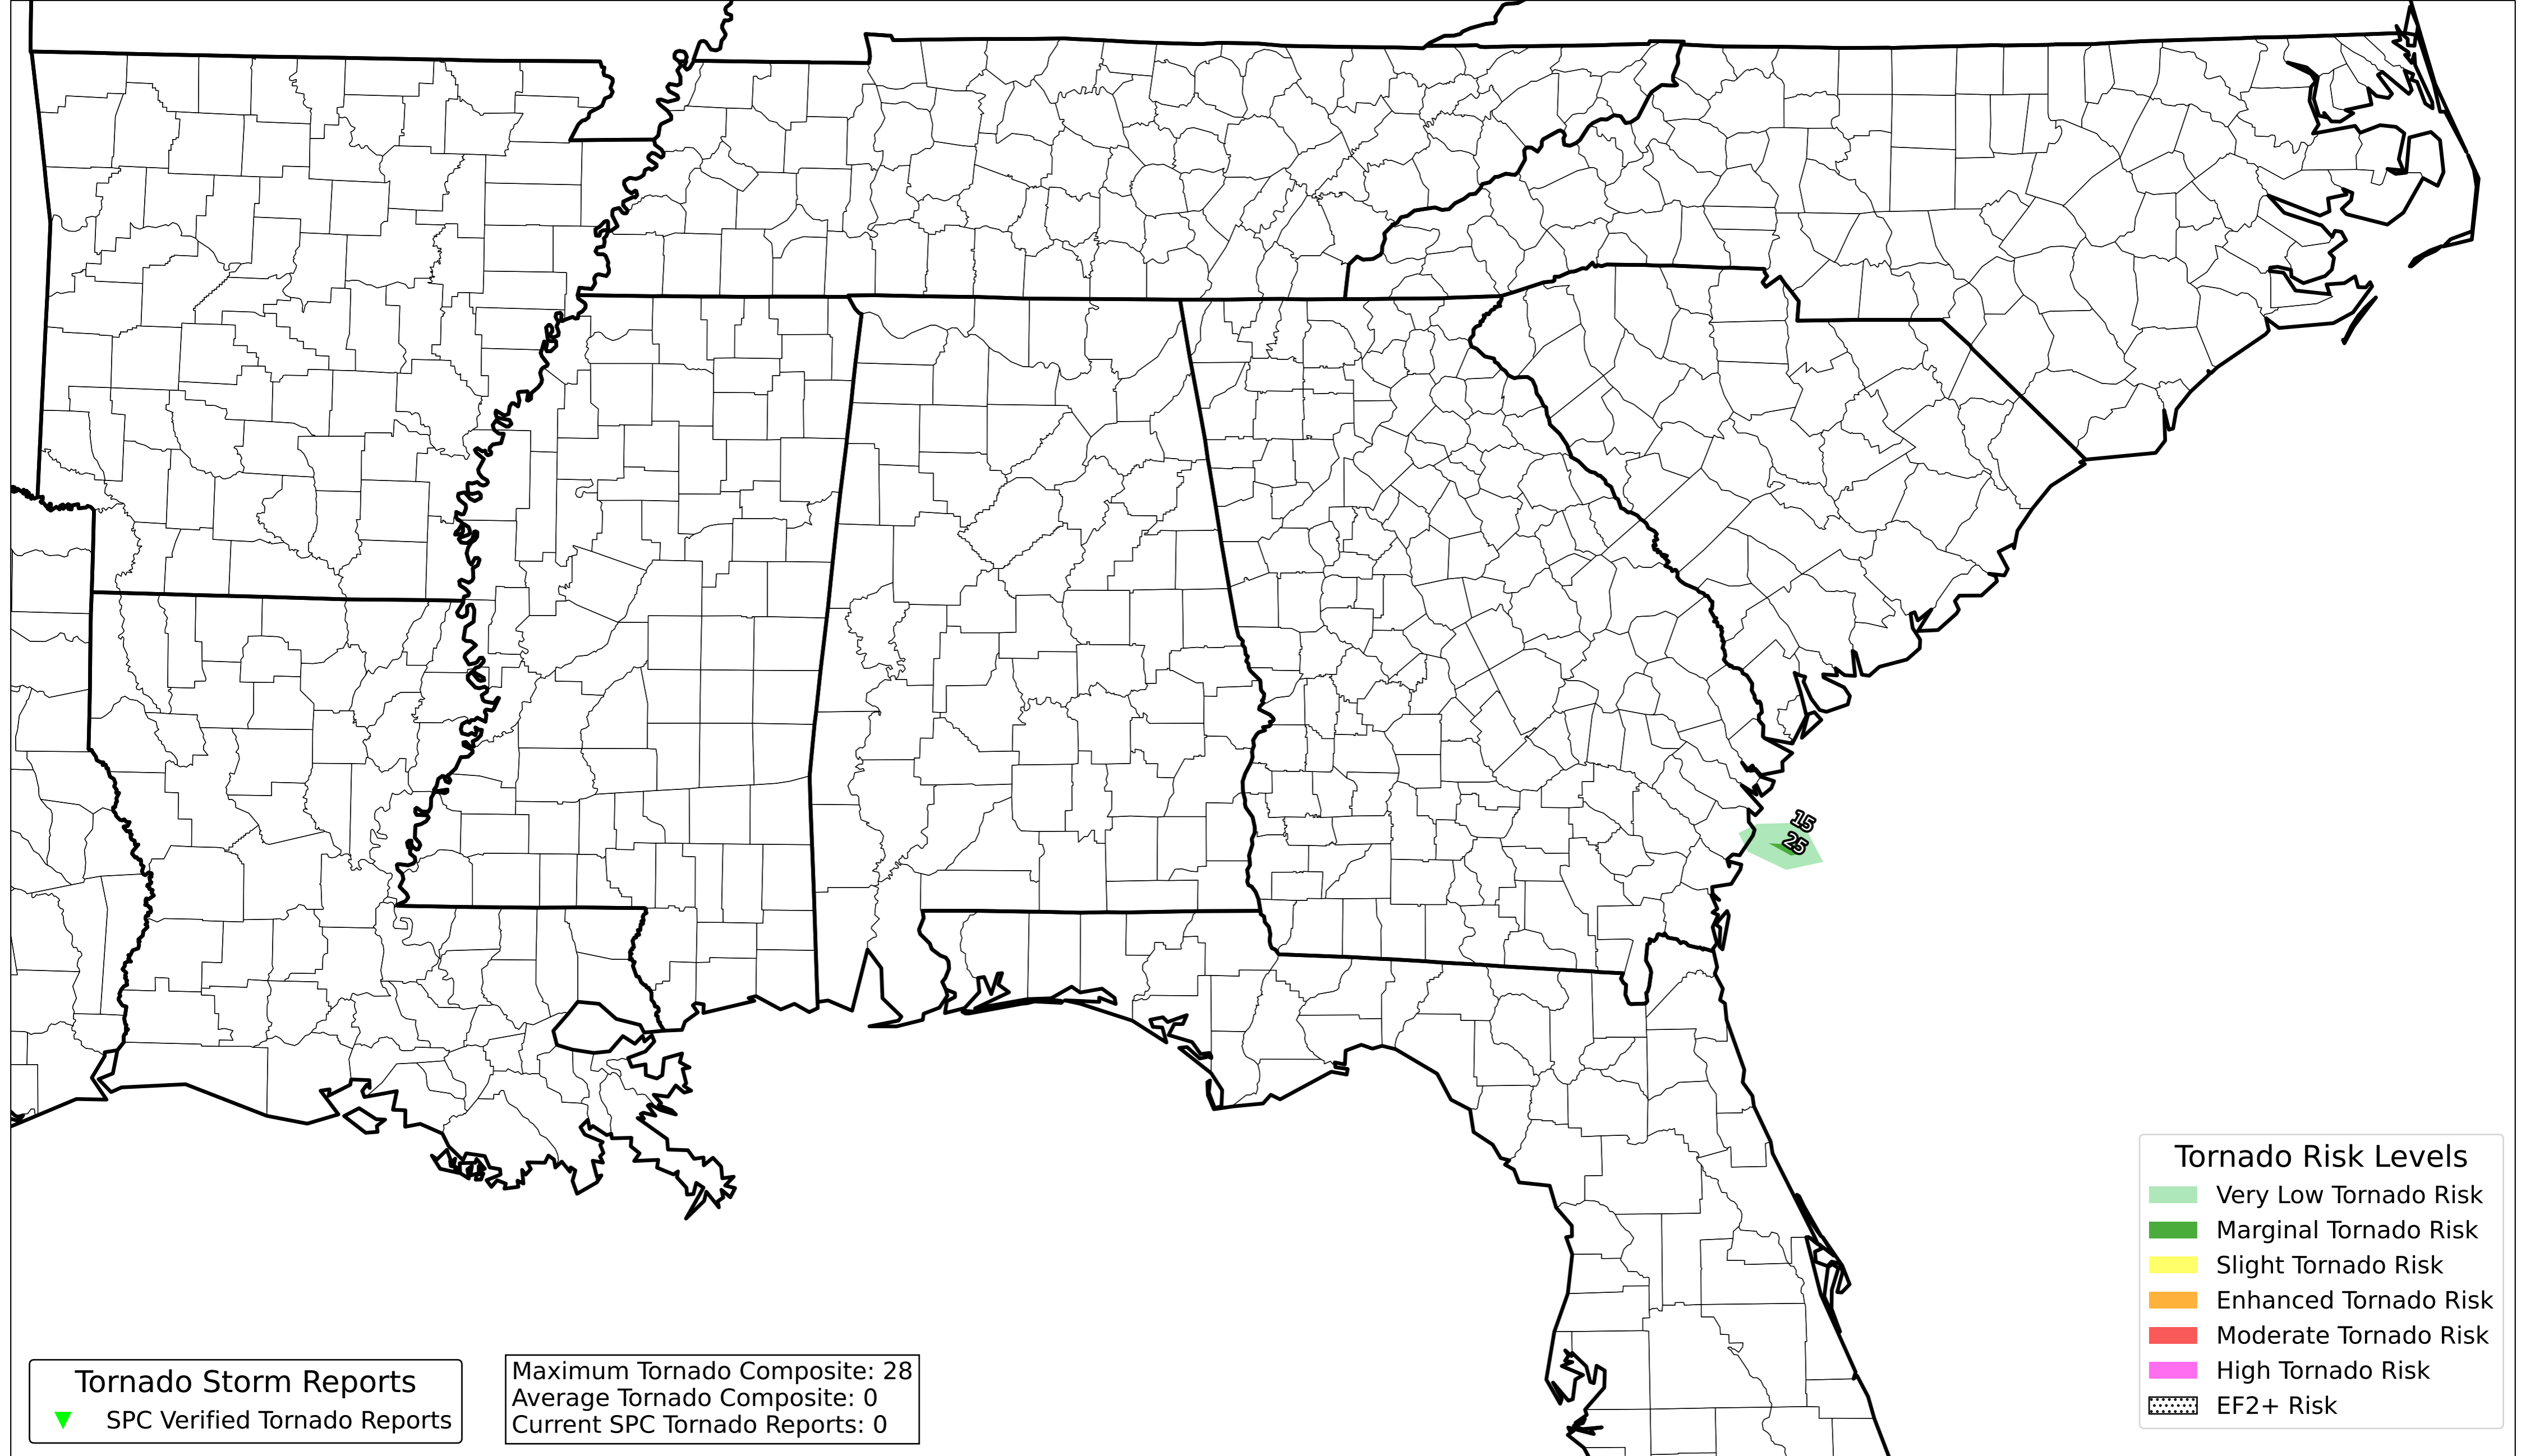 15
25
Tornado Risk Levels
Very Low Tornado Risk
Marginal Tornado Risk
Slight Tornado Risk
Enhanced Tornado Risk
Moderate Tornado Risk
High Tornado Risk
EF2+ Risk
Tornado Storm Reports
SPC Verified Tornado Reports
Maximum Tornado Composite: 28
Average Tornado Composite: 0
Current SPC Tornado Reports: 0